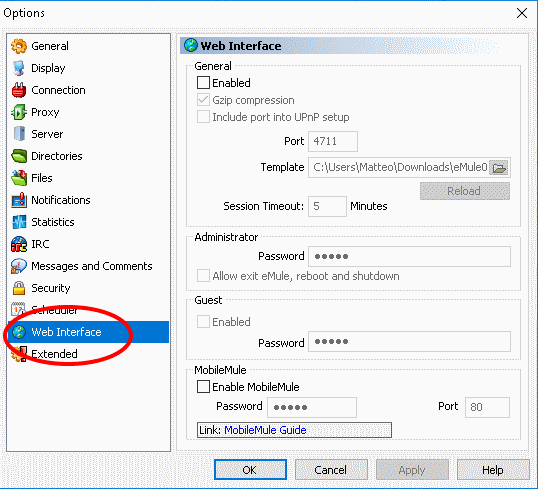 Options
General
Display
Connection
Proxy
Server
Directories
Files
Notifications
Statistics
IRC
Messages and Comments
Security
Scheduler
Web Interface
Extended
Web Interface
General
Enabled
Gzip compression
Include port into UPnP setup
Port 4711
Template C:\Users\Matteo\Downloads\eMule0
Reload
Session Timeout: 5 Minutes
Administrator
Password •••••
Allow exit eMule, reboot and shutdown
Guest
Enabled
Password •••••
MobileMule
Enable MobileMule
Password ••••• Port 80
Link: MobileMule Guide
OK Cancel Apply Help